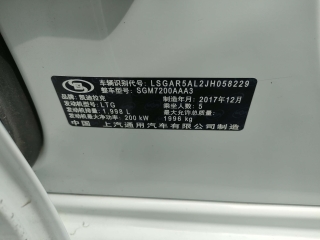 车辆识别代号: LSGAR5AL2JH058229
整车型号: SGM7200AAA3
品牌: 凯迪拉克
制造年月: 2017年12月
发动机型号: LTG
乘坐人数: 5
发动机排量: 1.998 L
最大允许总质量:
发动机最大净功率: 200 kW
1996 kg
中国 上汽通用汽车有限公司制造